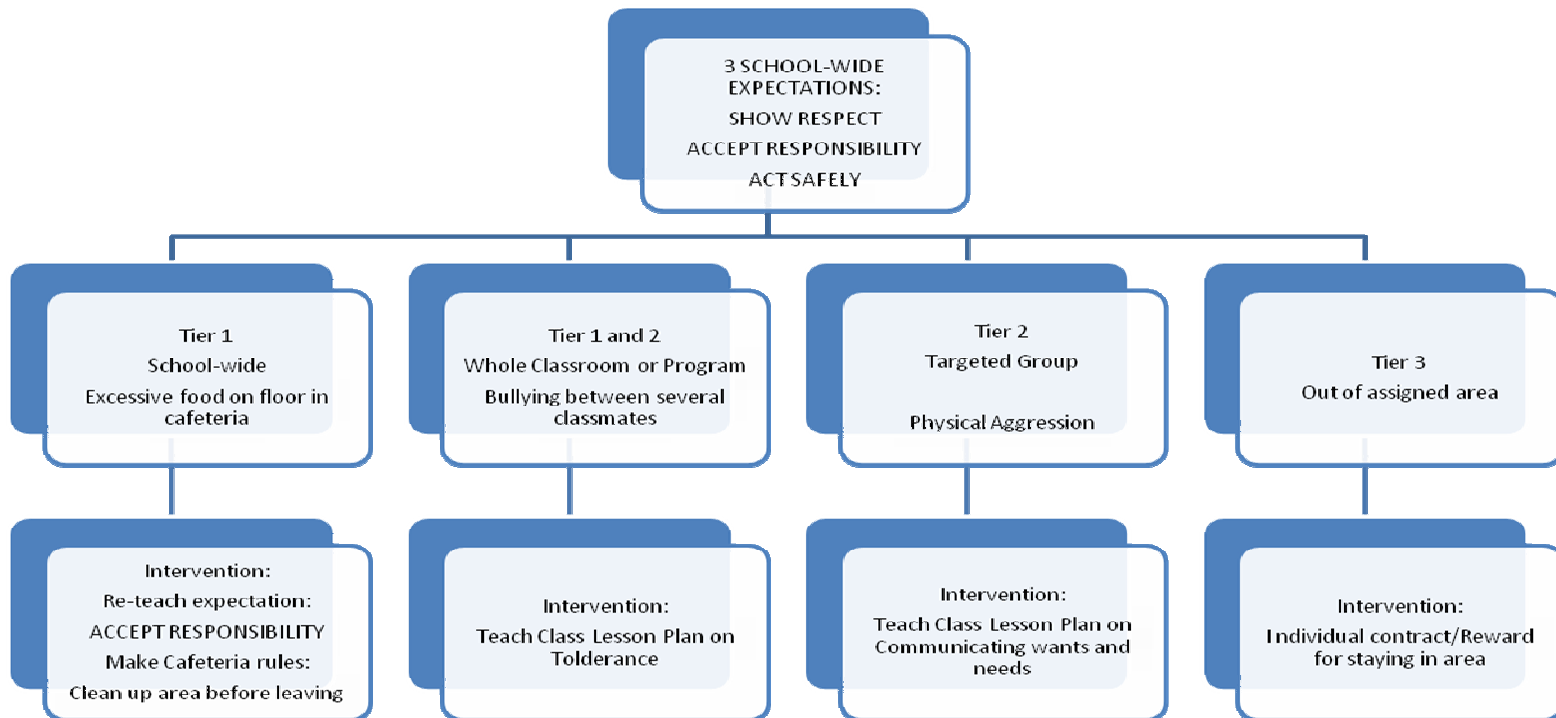 3 SCHOOL-WIDE
EXPECTATIONS:
SHOW RESPECT
ACCEPT RESPONSIBILITY
ACT SAFELY
Tier 1
School-wide
Excessive food on floor in
cafeteria
Tier 1 and 2
Whole Classroom or Program
Bullying between several
classmates
Tier 2
Targeted Group
Physical Aggression
Tier 3
Out of assigned area
Intervention:
Re-teach expectation:
ACCEPT RESPONSIBILITY
Make Cafeteria rules:
Clean up area before leaving
Intervention:
Teach Class Lesson Plan on
Tolderance
Intervention:
Teach Class Lesson Plan on
Communicating wants and
needs
Intervention:
Individual contract/Reward
for staying in area